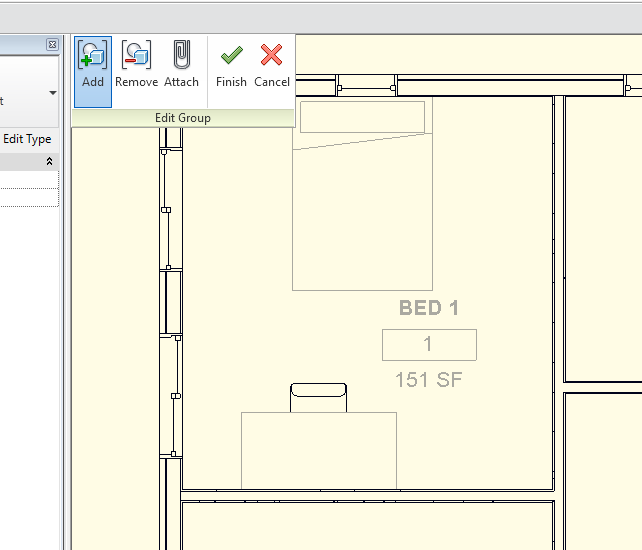 Add Remove Attach Finish Cancel
Edit Group
t
Edit Type
BED 1
1
151 SF